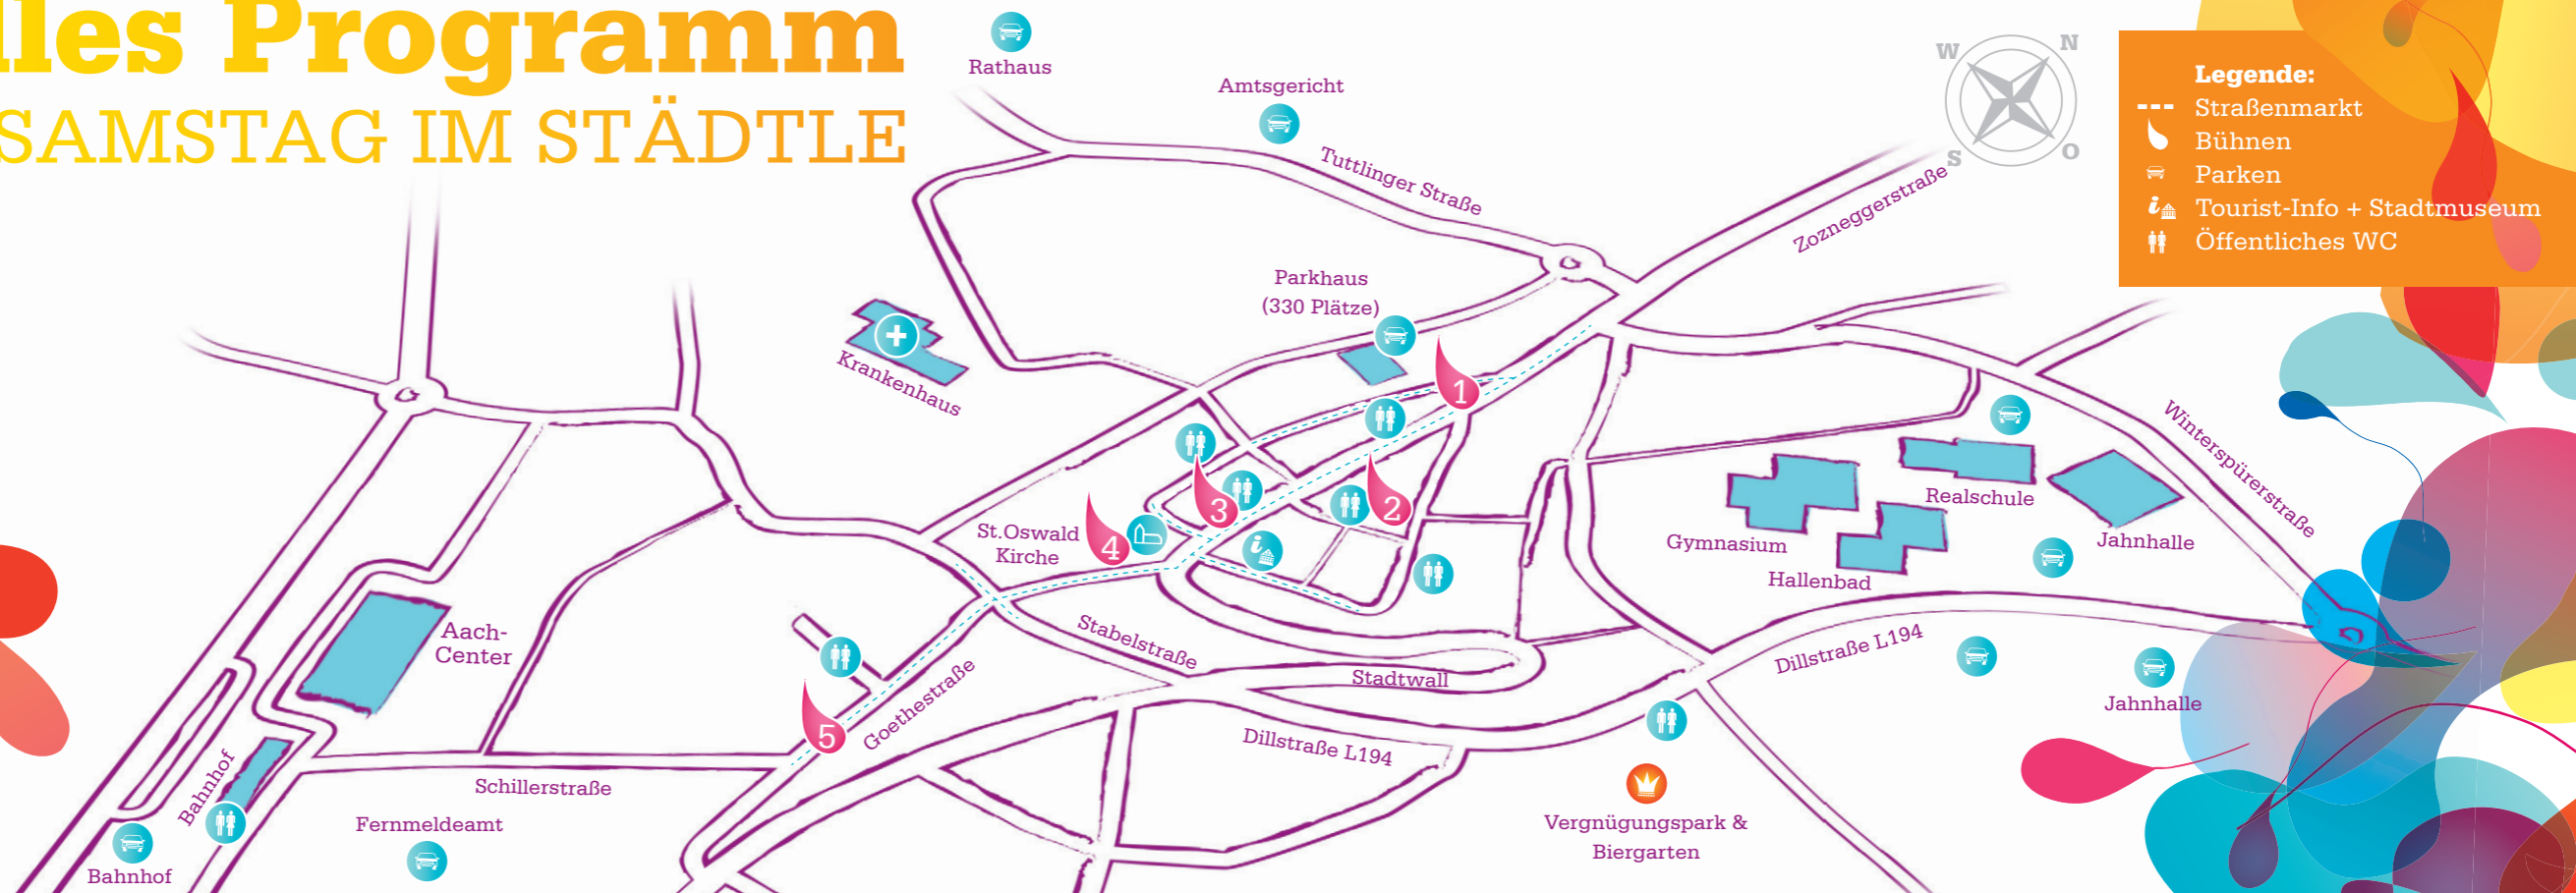 lles Programm
SAMSTAG IM STÄDTLE
Rathaus
Amtsgericht
Tuttlinger Straße
Zozneggerstraße
W
N
S
O
Legende:
Straßenmarkt
Bühnen
Parken
i Tourist-Info + Stadtmuseum
Öffentliches WC
Parkhaus
(330 Plätze)
Krankenhaus
1
2
3
4
St.Oswald
Kirche
i
Winterspürerstraße
Realschule
Gymnasium
Jahnhalle
Hallenbad
Aach-
Center
Stabelstraße
Stadtwall
Dillstraße L194
Jahnhalle
5
Goethestraße
Dillstraße L194
Bahnhof
Schillerstraße
Fernmeldeamt
Bahnhof
Vergnügungspark &
Biergarten